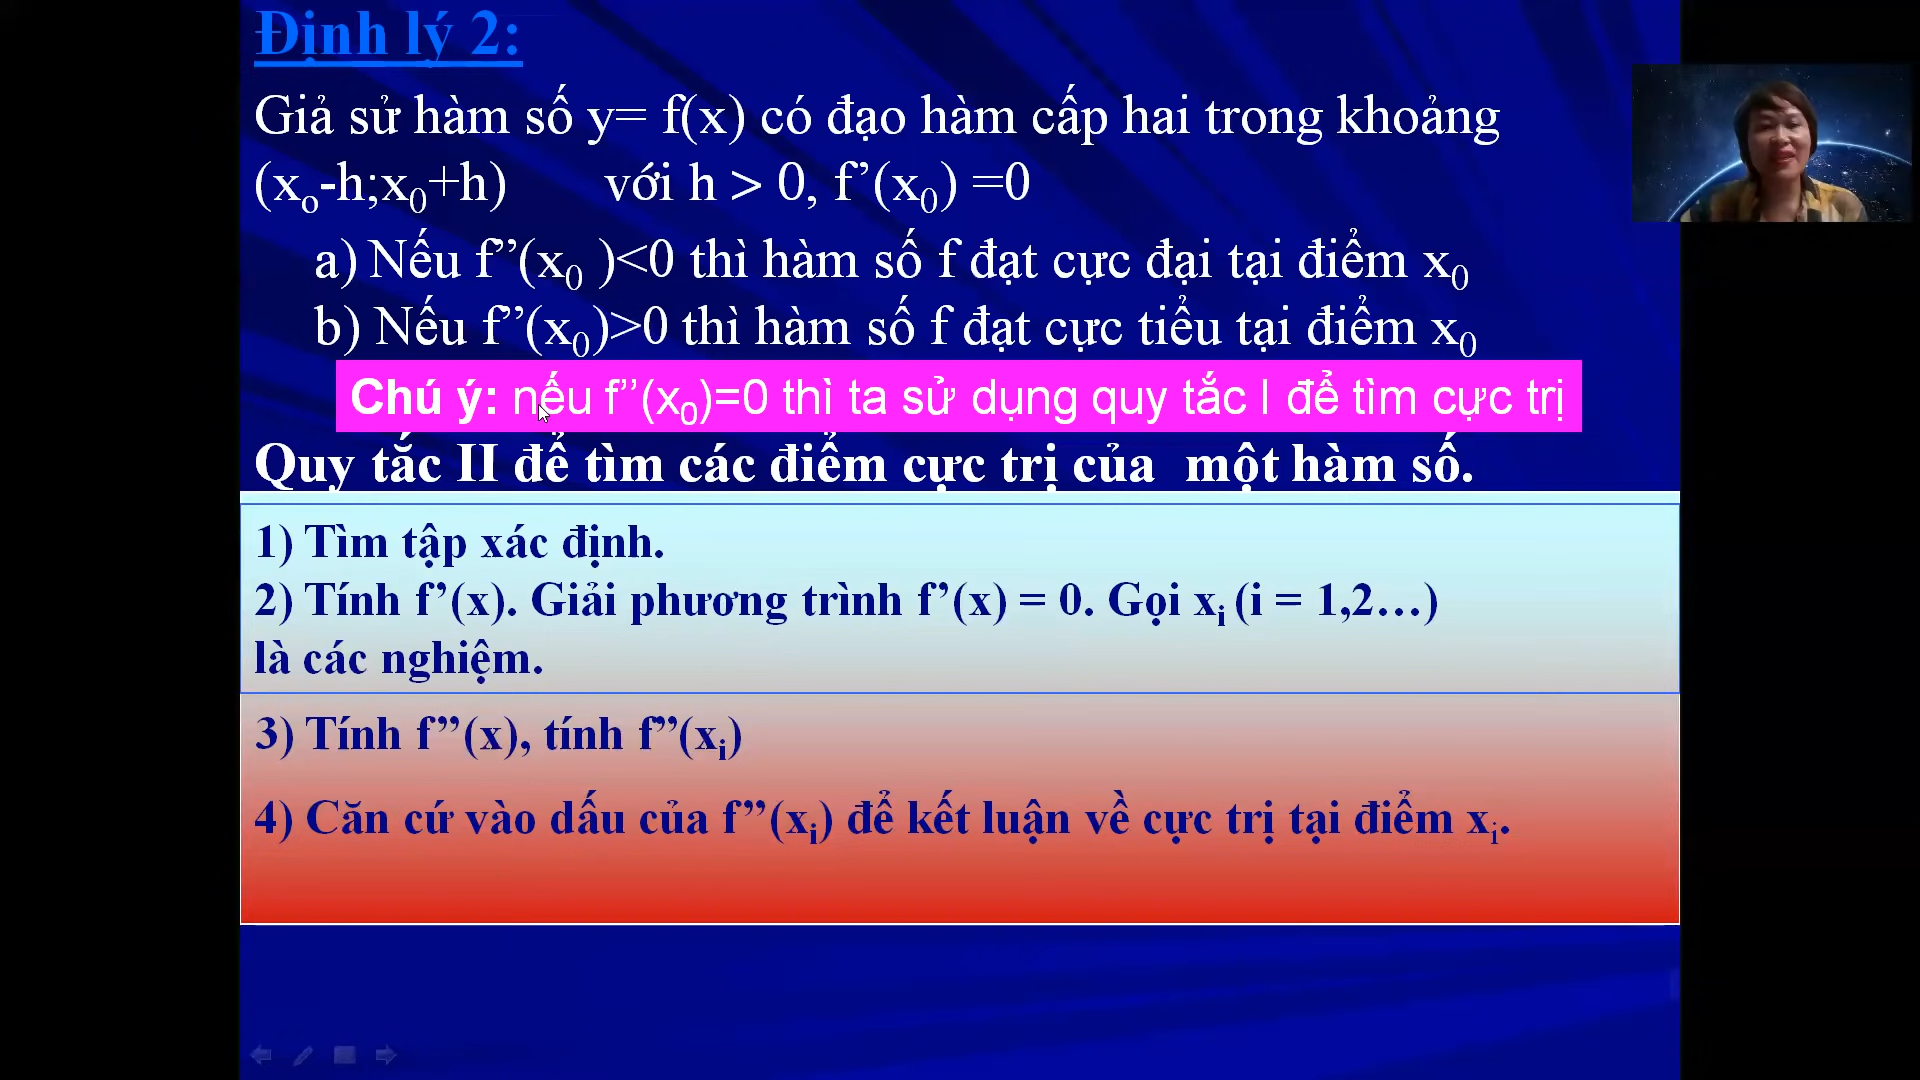 Định lý 2:
Giả sử hàm số y= f(x) có đạo hàm cấp hai trong khoảng
(xₒ-h;x₀+h) với h > 0, f’(x₀) =0
a) Nếu f”(x₀ )<0 thì hàm số f đạt cực đại tại điểm x₀
b) Nếu f”(x₀)>0 thì hàm số f đạt cực tiểu tại điểm x₀
Chú ý: nếu f’’(x₀)=0 thì ta sử dụng quy tắc I để tìm cực trị
Quy tắc II để tìm các điểm cực trị của một hàm số.
1) Tìm tập xác định.
2) Tính f’(x). Giải phương trình f’(x) = 0. Gọi xᵢ (i = 1,2…)
là các nghiệm.
3) Tính f”(x), tính f”(xᵢ)
4) Căn cứ vào dấu của f”(xᵢ) để kết luận về cực trị tại điểm xᵢ.